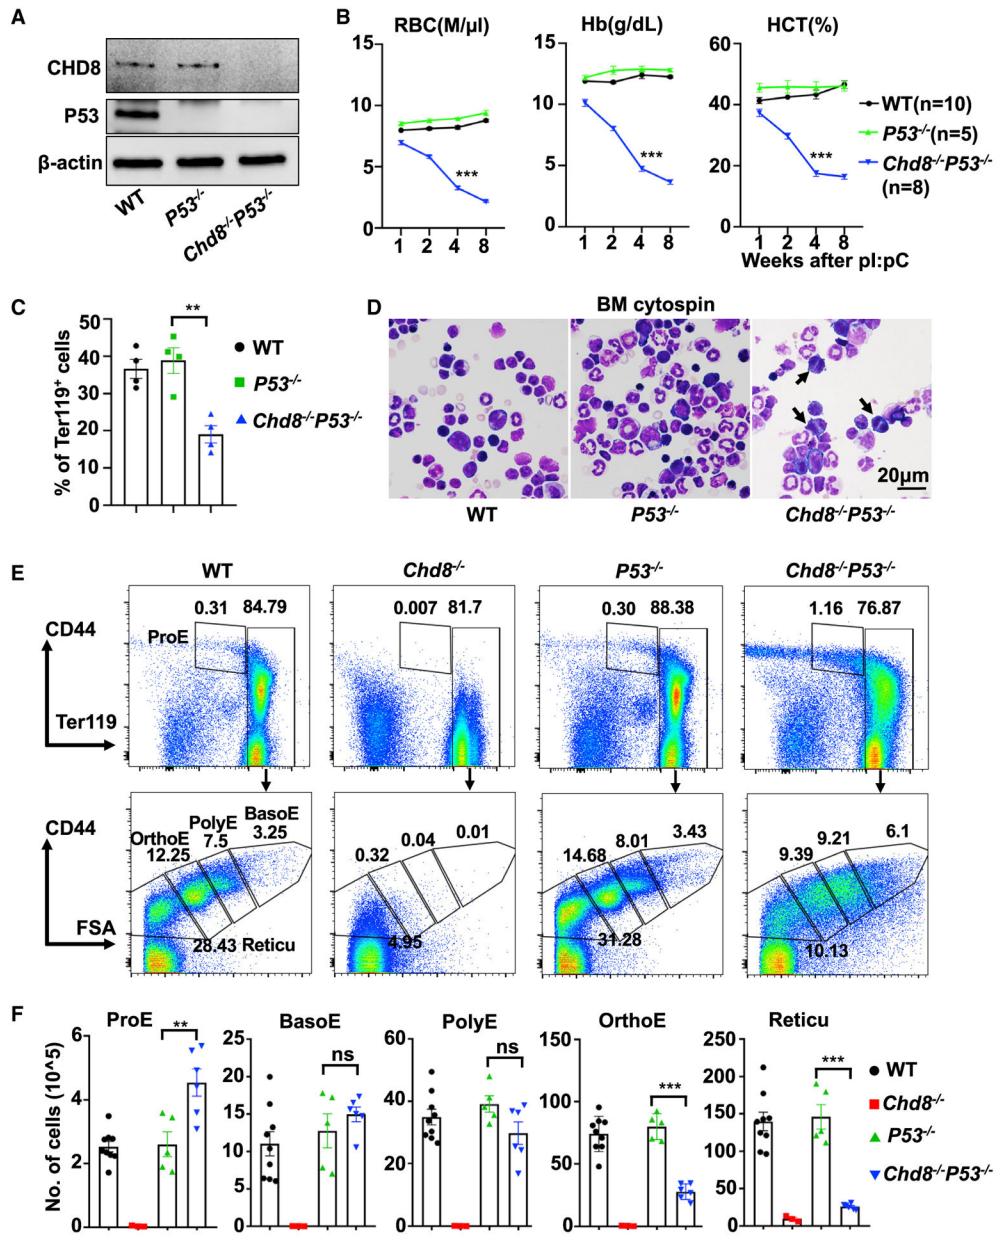 A
CHD8
P53
β-actin
WT
P53-/-
Chd8-/-P53-/-
B
RBC(M/µl)
Hb(g/dL)
HCT(%)
15
10
5
0
1 2 4 8
***
15
10
5
0
1 2 4 8
***
60
40
20
0
1 2 4 8
***
Weeks after pI:pC
WT(n=10)
P53-/-(n=5)
Chd8-/-P53-/-
(n=8)
C
% of Ter119+ cells
50
40
30
20
10
0
**
WT
P53-/-
Chd8-/-P53-/-
D
BM cytospin
20µm
WT
P53-/-
Chd8-/-P53-/-
E
WT
Chd8-/-
P53-/-
Chd8-/-P53-/-
CD44
Ter119
ProE
0.31 84.79
0.007 81.7
0.30 88.38
1.16 76.87
CD44
FSA
OrthoE
12.25
PolyE
7.5
BasoE
3.25
28.43 Reticu
0.32
0.04
0.01
4.95
14.68
8.01
3.43
31.28
9.39
9.21
6.1
10.13
F
No. of cells (10^5)
ProE
6
4
2
0
**
BasoE
25
20
15
10
5
0
ns
PolyE
60
40
20
0
ns
OrthoE
150
100
50
0
***
Reticu
250
200
150
100
50
0
***
WT
Chd8-/-
P53-/-
Chd8-/-P53-/-